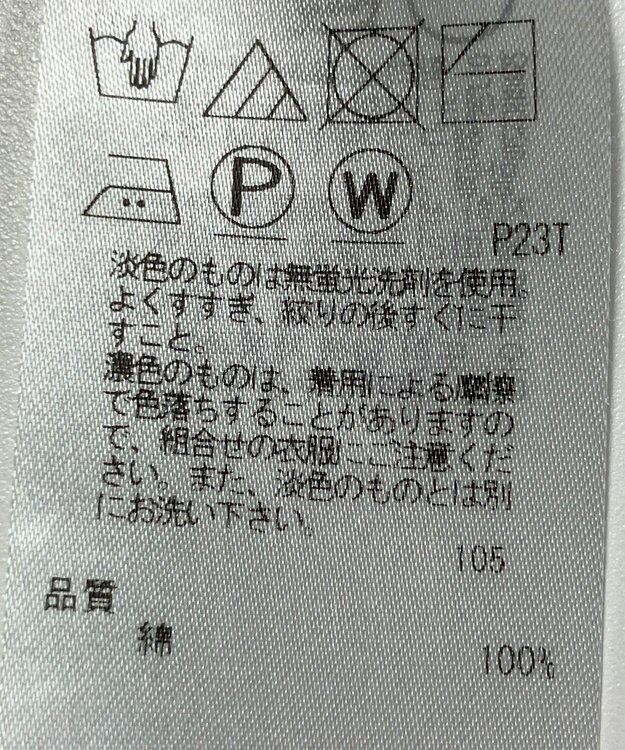 P
W
P23T
淡色のものは無蛍光洗剤を使用。
よくすすぎ、絞りの後すぐに干
すこと。
濃色のものは、着用による摩擦
で色落ちすることがありますの
で、組合せの衣服にご注意くだ
さい。また、淡色のものとは別
にお洗い下さい。
105
品質
綿
100%